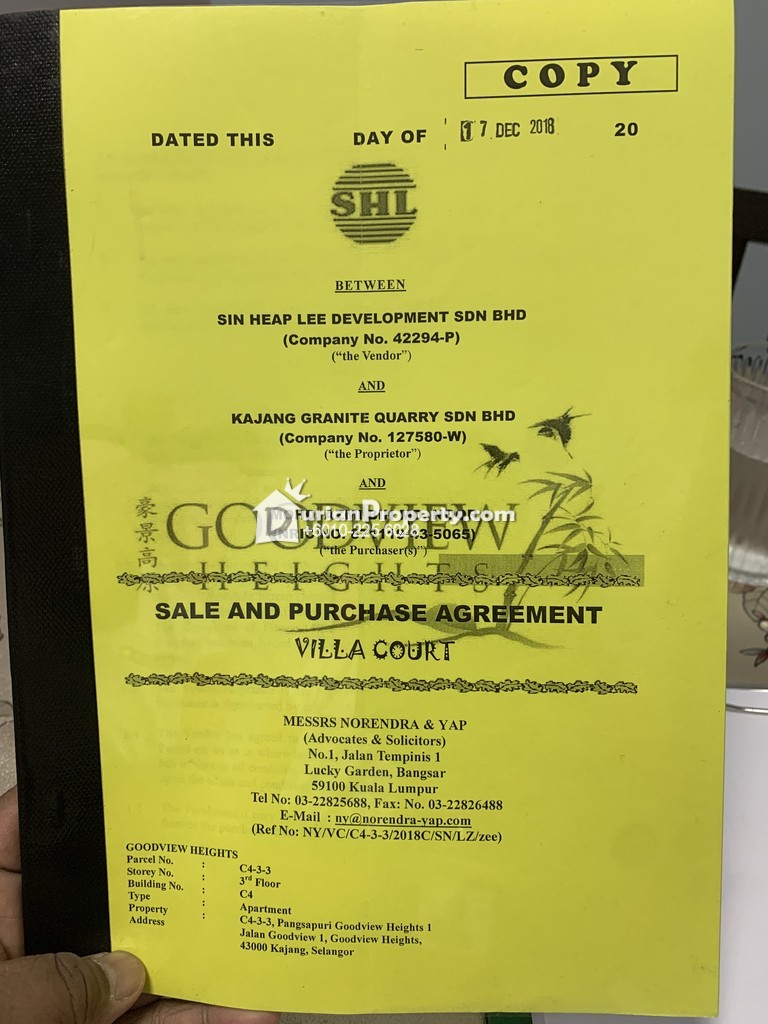 COPY
DATED THIS DAY OF 17 DEC 2018 20
SHL
BETWEEN
SIN HEAP LEE DEVELOPMENT SDN BHD
(Company No. 42294-P)
("the Vendor")
AND
KAJANG GRANITE QUARRY SDN BHD
(Company No. 127580-W)
("the Proprietor")
AND
DurianProperty.com
+6010-225 6028
("the Purchaser(s)")
豪景高
GOODVIEW
HEIGHTS
SALE AND PURCHASE AGREEMENT
VILLA COURT
MESSRS NORENDRA & YAP
(Advocates & Solicitors)
No.1, Jalan Tempinis 1
Lucky Garden, Bangsar
59100 Kuala Lumpur
Tel No: 03-22825688, Fax: No. 03-22826488
E-Mail : ny@norendra-yap.com
(Ref No: NY/VC/C4-3-3/2018C/SN/LZ/zee)
GOODVIEW HEIGHTS
Parcel No. : C4-3-3
Storey No. : 3rd Floor
Building No. : C4
Type : Apartment
Property Address : C4-3-3, Pangsapuri Goodview Heights 1
Jalan Goodview 1, Goodview Heights,
43000 Kajang, Selangor